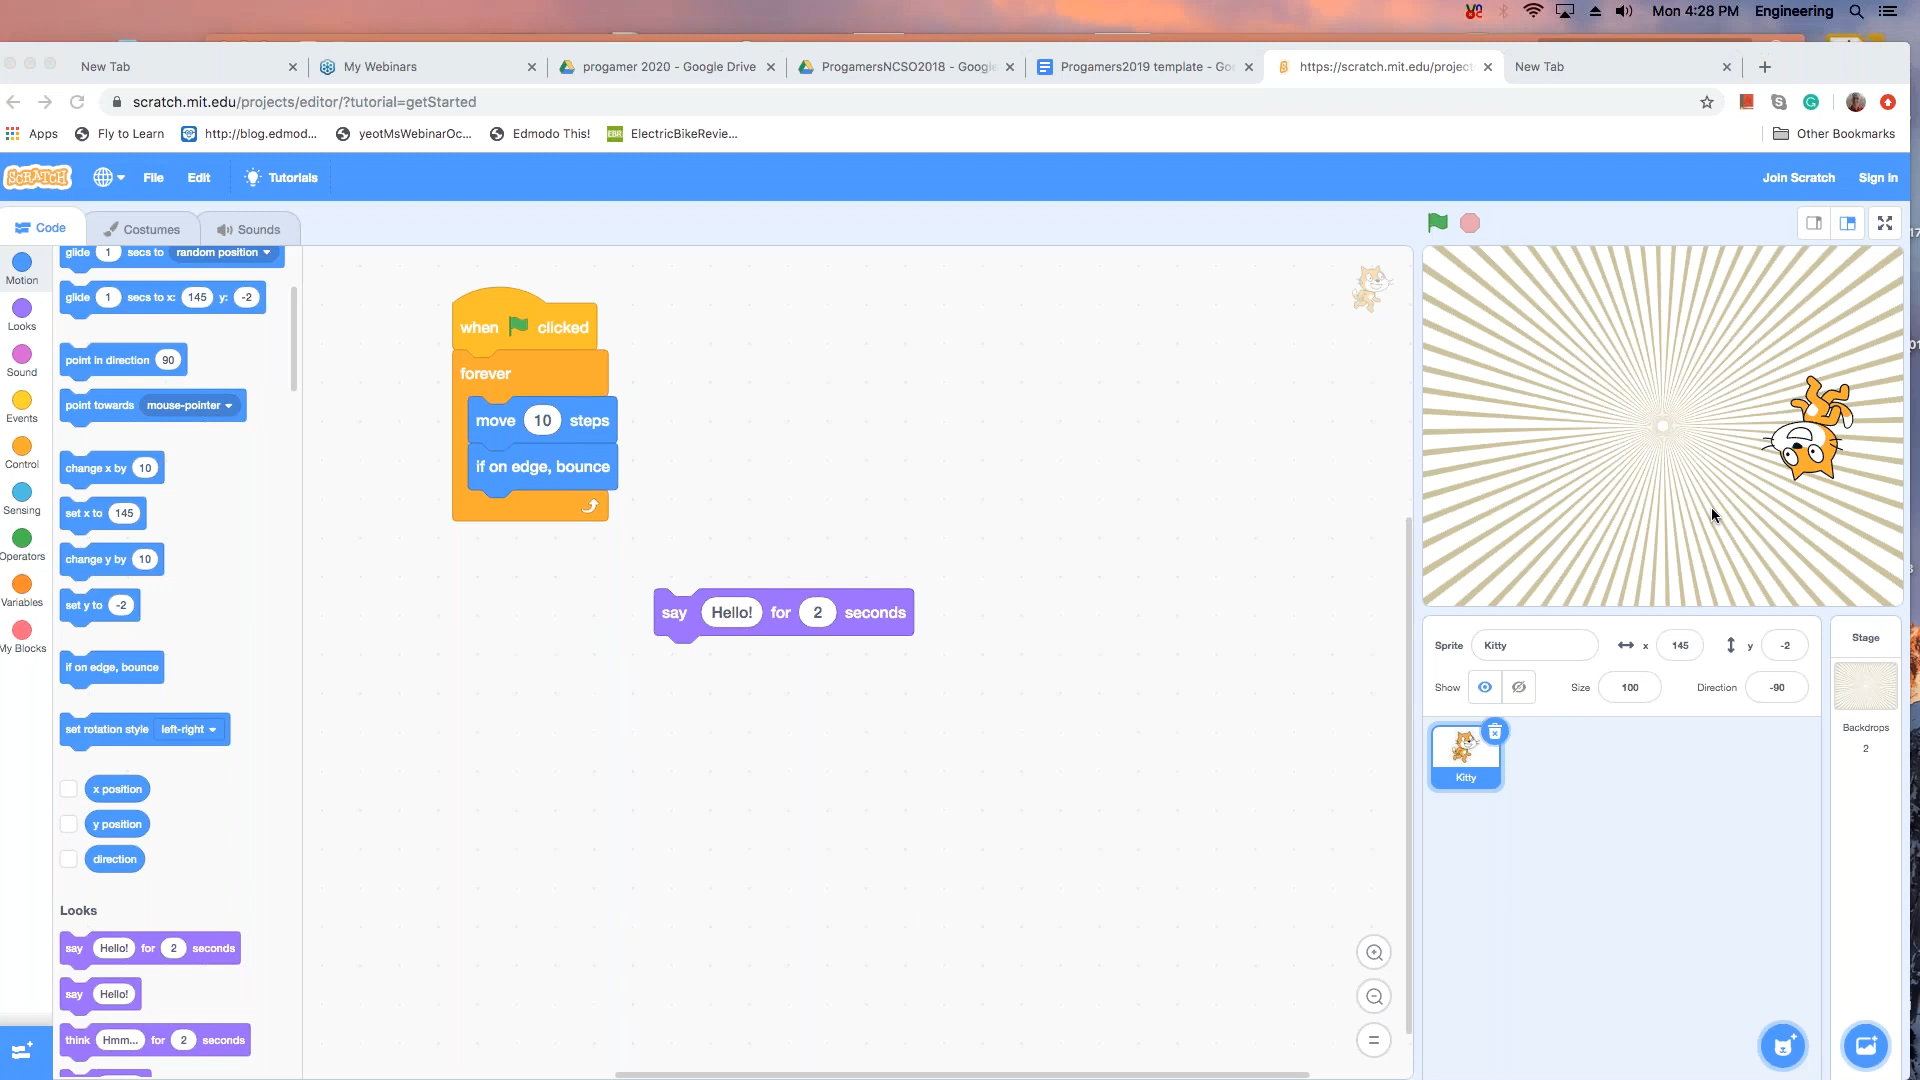 Mon 4:28 PM Engineering
New Tab
My Webinars
progamer 2020 - Google Drive
ProgamersNCSO2018 - Google
Progamers2019 template - Goo
https://scratch.mit.edu/project
New Tab
scratch.mit.edu/projects/editor/?tutorial=getStarted
Apps
Fly to Learn
http://blog.edmod...
yeotMsWebinarOc...
Edmodo This!
EBR
ElectricBikeRevie...
Other Bookmarks
SCRATCH
File
Edit
Tutorials
Join Scratch
Sign in
Code
Costumes
Sounds
Motion
Looks
Sound
Events
Control
Sensing
Operators
Variables
My Blocks
glide 1 secs to random position
glide 1 secs to x: 145 y: -2
point in direction 90
point towards mouse-pointer
change x by 10
set x to 145
change y by 10
set y to -2
if on edge, bounce
set rotation style left-right
x position
y position
direction
Looks
say Hello! for 2 seconds
say Hello!
think Hmm... for 2 seconds
when clicked
forever
move 10 steps
if on edge, bounce
say Hello! for 2 seconds
Sprite Kitty x 145 y -2
Show Size 100 Direction -90
Kitty
Stage
Backdrops
2